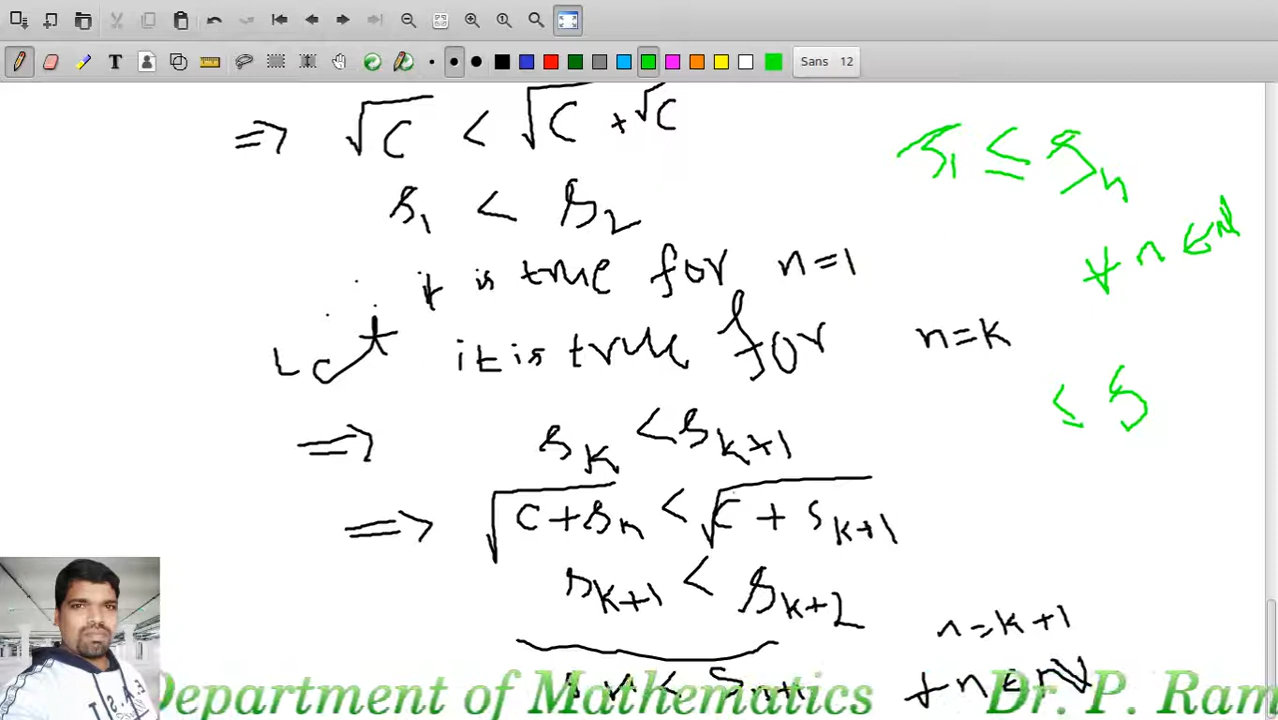 Sans 12
⇒ √C < √C + √C
s₁ < s₂
it is true for n=1
Let it is true for n=k
⇒ s_k < s_{k+1}
⇒ √(C + s_n) < √(C + s_{k+1})
s_{k+1} < s_{k+2}
n = k+1
s_n < s_{n+1} ∀ n ∈ N
s₁ ≤ s_n
∀ n ∈ N
≤ s
Department of Mathematics Dr. P. Ram